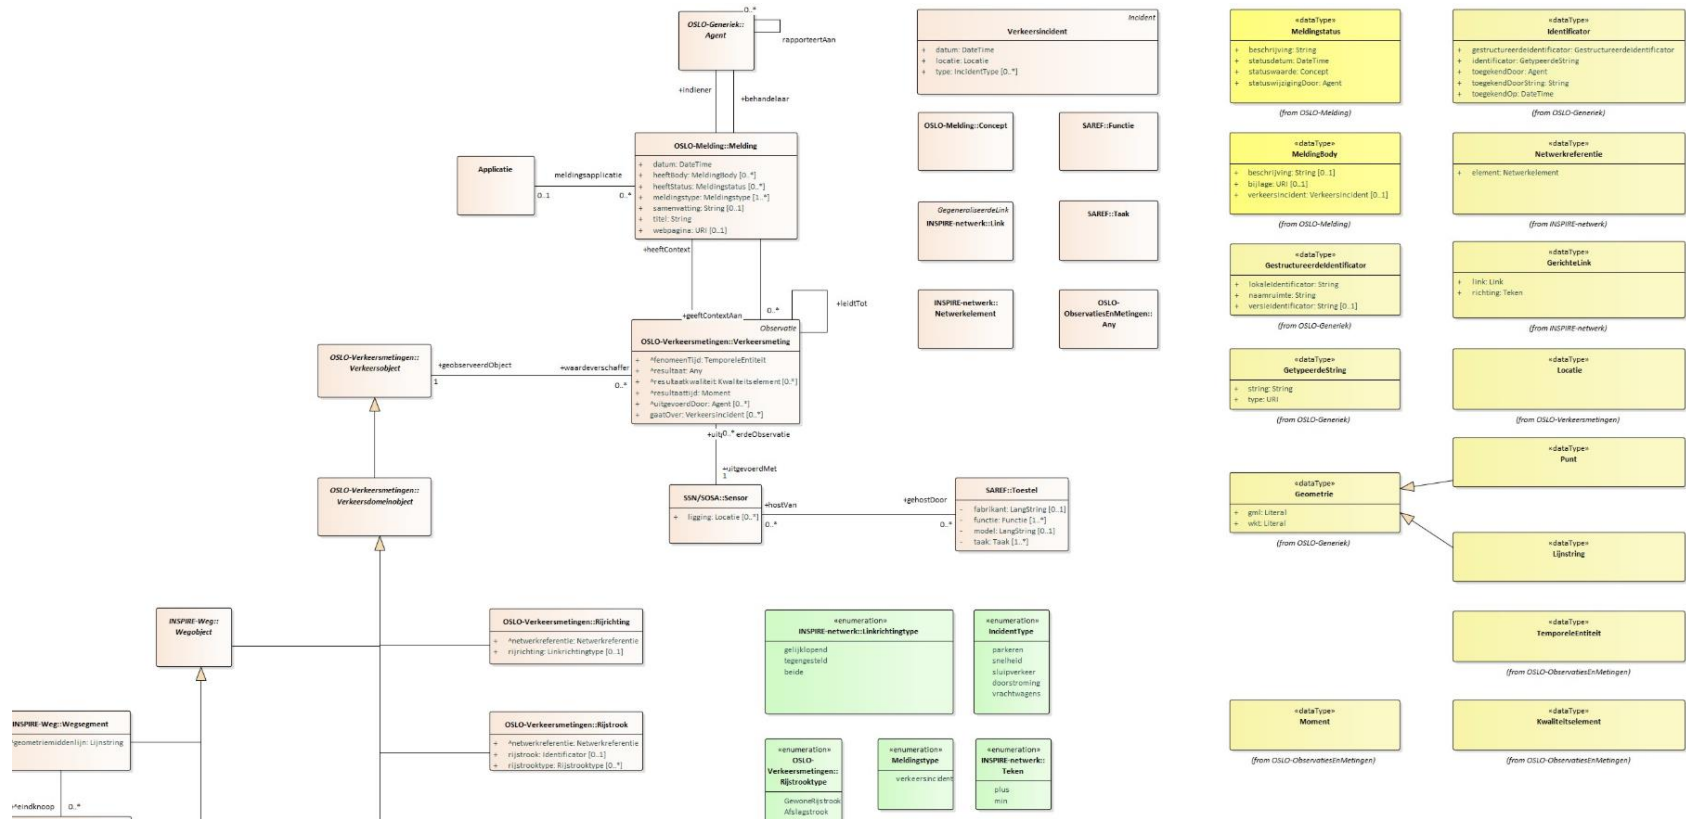 OSLO-Generiek::
Agent
0..*
rapporteertAan
+indiener
+behandelaar
Applicatie
meldingsapplicatie
0..1
0..*
OSLO-Melding::Melding
+ datum: DateTime
+ heeftBody: MeldingBody [0..*]
+ heeftStatus: Meldingstatus [0..*]
+ meldingstype: Meldingstype [1..*]
+ samenvatting: String [0..1]
+ titel: String
+ webpagina: URI [0..1]
+heeftContext
+geeftContextAan
0..*
+leidtTot
Observatie
OSLO-Verkeersmetingen::Verkeersmeting
+ ^fenomeenTijd: TemporeleEntiteit
+ ^resultaat: Any
+ ^resultaatkwaliteit Kwaliteitselement [0..*]
+ ^resultaattijd: Moment
+ ^uitgevoerdDoor: Agent [0..*]
+ gaatOver: Verkeersincident [0..*]
OSLO-Verkeersmetingen::
Verkeersobject
+geobserveerdObject
1
+waardeverschaffer
0..*
0..* erdeObservatie
+uitgevoerdMet
1
OSLO-Verkeersmetingen::
Verkeersdomeinobject
SSN/SOSA::Sensor
+ ligging: Locatie [0..*]
+hostVan
0..*
+gehostDoor
0..*
SAREF::Toestel
- fabrikant: LangString [0..1]
- functie: Functie [1..*]
- model: LangString [0..1]
- taak: Taak [1..*]
INSPIRE-Weg::
Wegobject
OSLO-Verkeersmetingen::Rijrichting
+ ^netwerkreferentie: Netwerkreferentie
+ rijrichting: Linkrichtingtype [0..1]
INSPIRE-Weg::Wegsegment
^geometriemiddenlijn: Lijnstring
+^eindknoop
0..*
OSLO-Verkeersmetingen::Rijstrook
+ ^netwerkreferentie: Netwerkreferentie
+ rijstrook: Identificator [0..1]
+ rijstrooktype: Rijstrooktype [0..*]
Incident
Verkeersincident
+ datum: DateTime
+ locatie: Locatie
+ type: IncidentType [0..*]
OSLO-Melding::Concept
SAREF::Functie
GegeneraliseerdeLink
INSPIRE-netwerk::Link
SAREF::Taak
INSPIRE-netwerk::
Netwerkelement
OSLO-
ObservatiesEnMetingen::
Any
«enumeration»
INSPIRE-netwerk::Linkrichtingtype
gelijklopend
tegengesteld
beide
«enumeration»
IncidentType
parkeren
snelheid
sluipverkeer
doorstroming
vrachtwagens
«enumeration»
OSLO-
Verkeersmetingen::
Rijstrooktype
GewoneRijstrook
Afslagstrook
«enumeration»
Meldingstype
verkeersincident
«enumeration»
INSPIRE-netwerk::
Teken
plus
min
«dataType»
Meldingstatus
+ beschrijving: String
+ statusdatum: DateTime
+ statuswaarde: Concept
+ statuswijzigingDoor: Agent
(from OSLO-Melding)
«dataType»
Identificator
+ gestructureerdeIdentificator: GestructureerdeIdentificator
+ identificator: GetypeerdeString
+ toegekendDoor: Agent
+ toegekendDoorString: String
+ toegekendOp: DateTime
(from OSLO-Generiek)
«dataType»
MeldingBody
+ beschrijving: String [0..1]
+ bijlage: URI [0..1]
+ verkeersincident: Verkeersincident [0..1]
(from OSLO-Melding)
«dataType»
Netwerkreferentie
+ element: Netwerkelement
(from INSPIRE-netwerk)
«dataType»
GestructureerdeIdentificator
+ lokaleIdentificator: String
+ naamruimte: String
+ versieIdentificator: String [0..1]
(from OSLO-Generiek)
«dataType»
GerichteLink
+ link: Link
+ richting: Teken
(from INSPIRE-netwerk)
«dataType»
GetypeerdeString
+ string: String
+ type: URI
(from OSLO-Generiek)
«dataType»
Locatie
(from OSLO-Verkeersmetingen)
«dataType»
Punt
«dataType»
Geometrie
+ gml: Literal
+ wkt: Literal
(from OSLO-Generiek)
«dataType»
Lijnstring
«dataType»
TemporeleEntiteit
(from OSLO-ObservatiesEnMetingen)
«dataType»
Moment
(from OSLO-ObservatiesEnMetingen)
«dataType»
Kwaliteitselement
(from OSLO-ObservatiesEnMetingen)